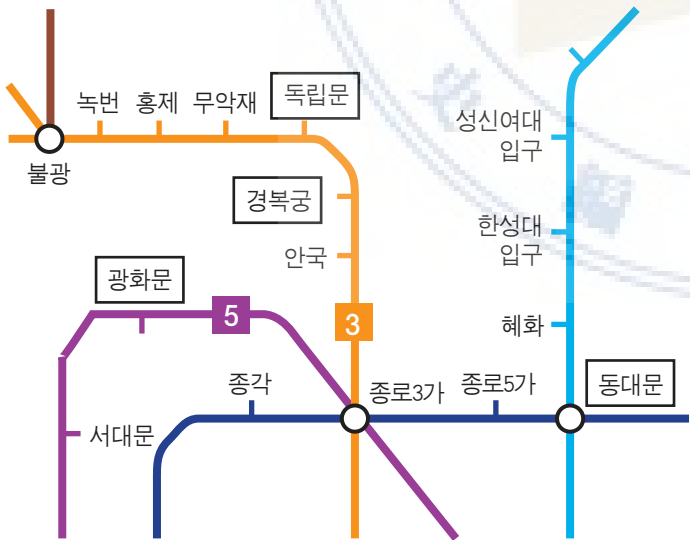 녹번
홍제
무악재
독립문
성신여대
입구
불광
경복궁
한성대
입구
안국
광화문
5
3
혜화
종각
종로3가
종로5가
동대문
서대문